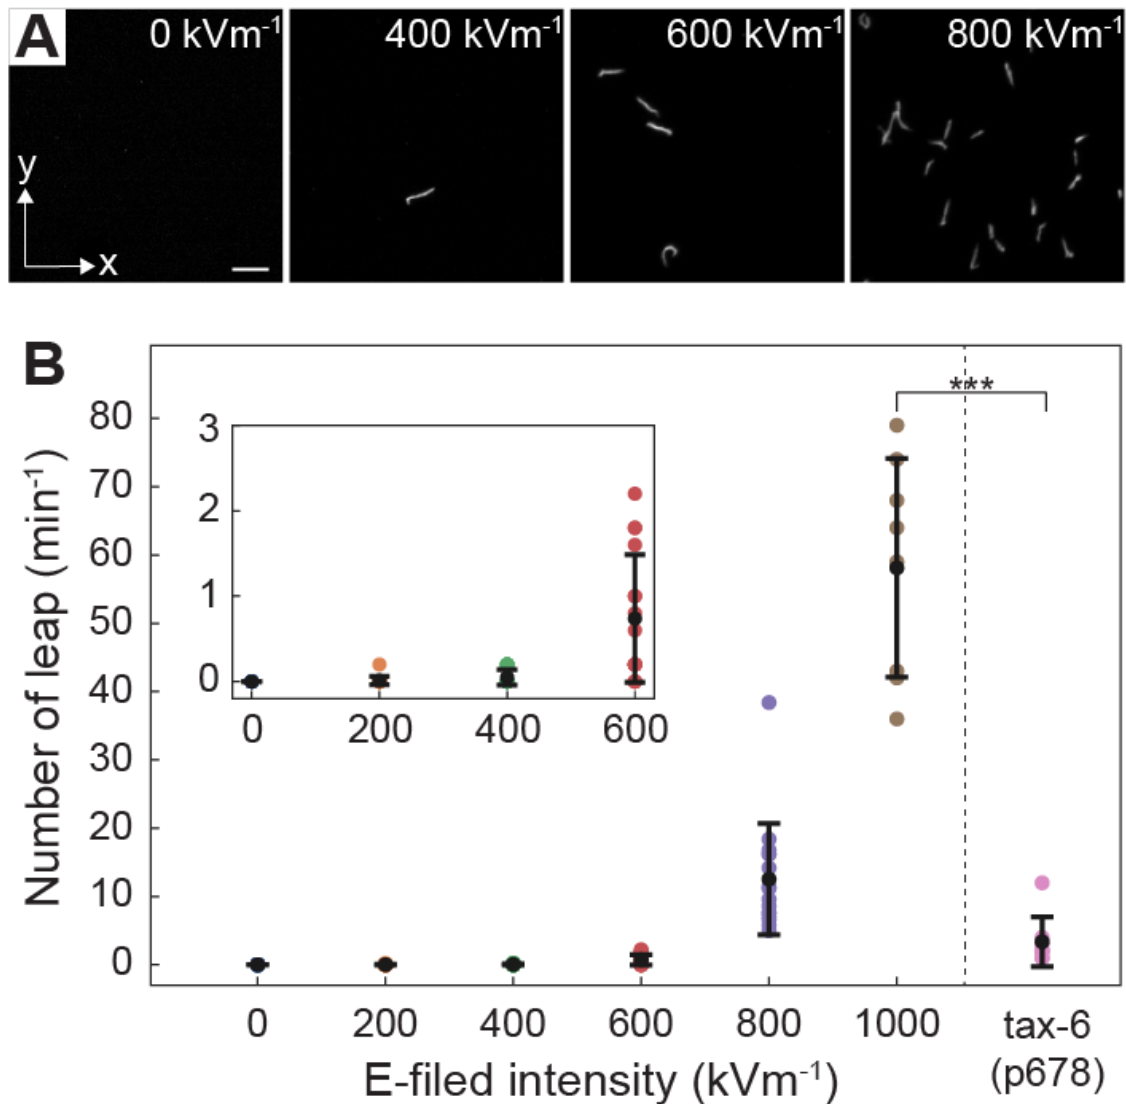 A
0 kVm⁻¹
400 kVm⁻¹
600 kVm⁻¹
800 kVm⁻¹
y
x
B
Number of leap (min⁻¹)
80
70
60
50
40
30
20
10
0
3
2
1
0
0 200 400 600
***
0 200 400 600 800 1000 tax-6
(p678)
E-filed intensity (kVm⁻¹)